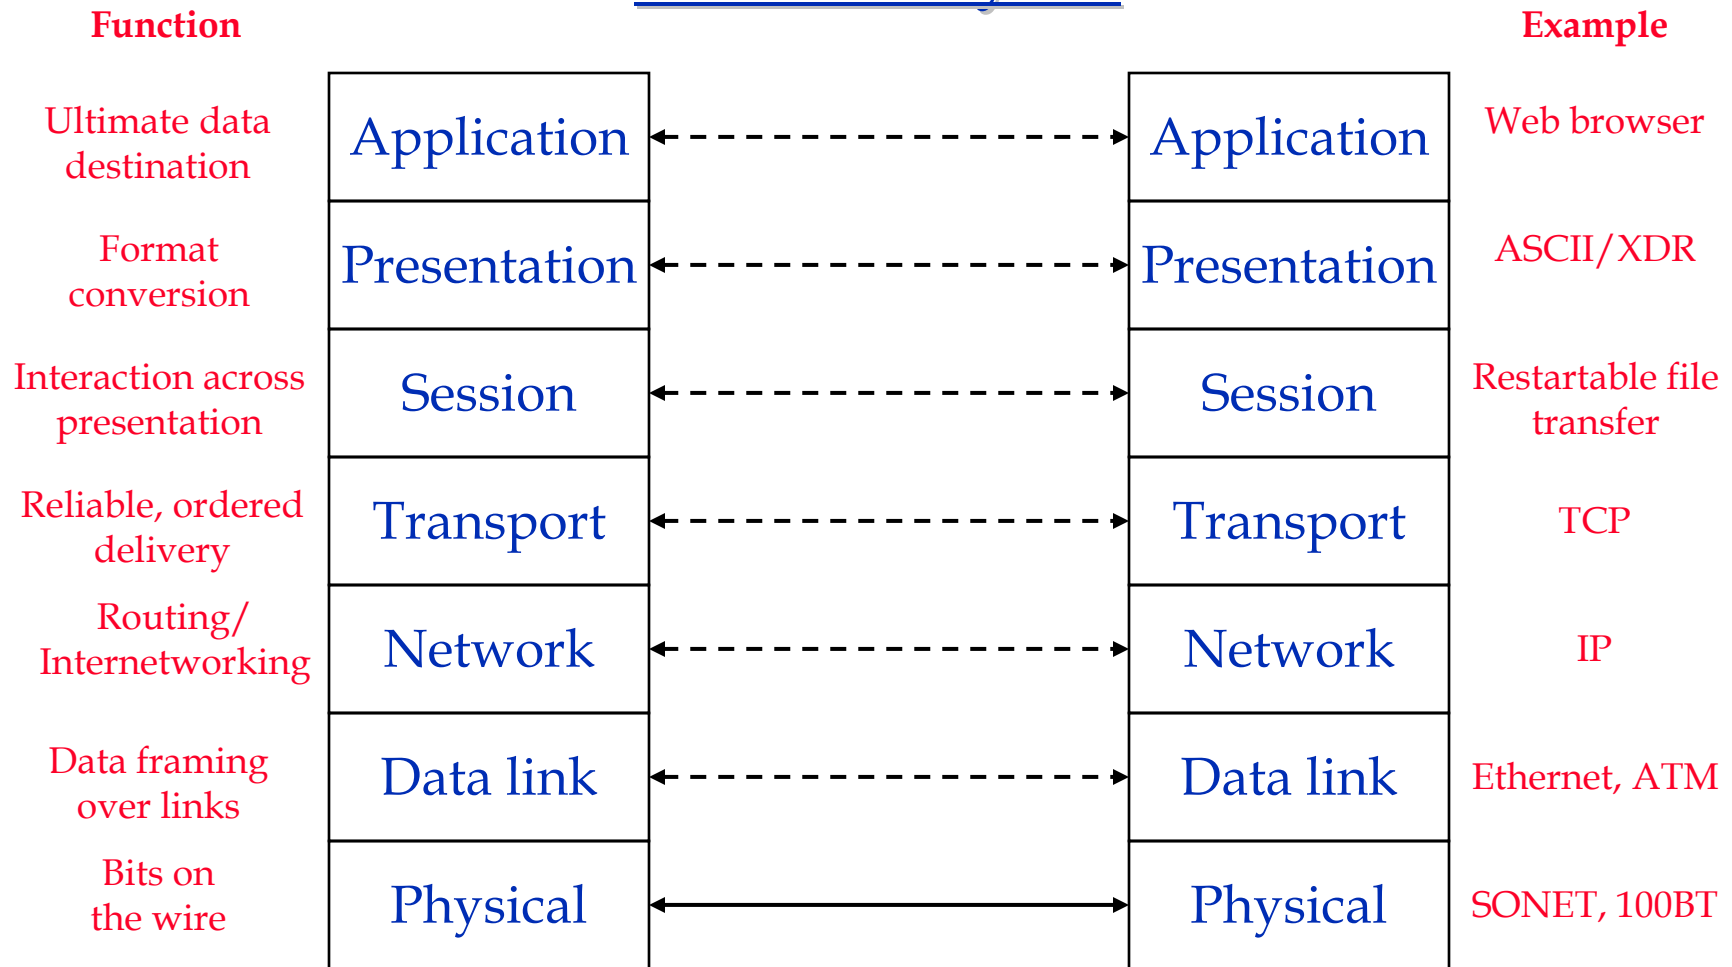 Function
Example
Ultimate data
destination
Application
Application
Web browser
Format
conversion
Presentation
Presentation
ASCII/XDR
Interaction across
presentation
Session
Session
Restartable file
transfer
Reliable, ordered
delivery
Transport
Transport
TCP
Routing/
Internetworking
Network
Network
IP
Data framing
over links
Data link
Data link
Ethernet, ATM
Bits on
the wire
Physical
Physical
SONET, 100BT